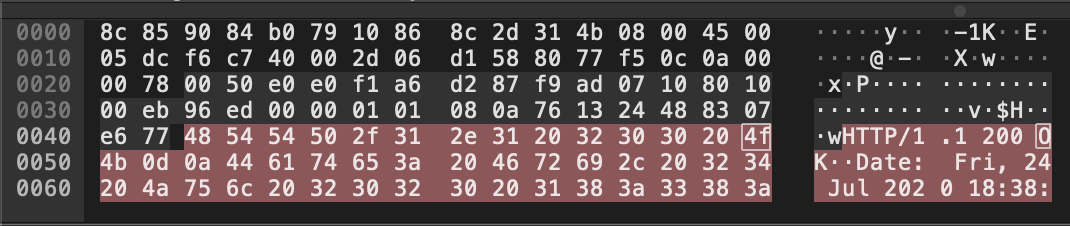 0000 8c 85 90 84 b0 79 10 86 8c 2d 31 4b 08 00 45 00 ·····y·· ·-1K··E·
0010 05 dc f6 c7 40 00 2d 06 d1 58 80 77 f5 0c 0a 00 ····@·-· ·X·w····
0020 00 78 00 50 e0 e0 f1 a6 d2 87 f9 ad 07 10 80 10 ·x·P···· ········
0030 00 eb 96 ed 00 00 01 01 08 0a 76 13 24 48 83 07 ········ ··v·$H··
0040 e6 77 48 54 54 50 2f 31 2e 31 20 32 30 30 20 4f ·wHTTP/1 .1 200 O
0050 4b 0d 0a 44 61 74 65 3a 20 46 72 69 2c 20 32 34 K··Date: Fri, 24
0060 20 4a 75 6c 20 32 30 32 30 20 31 38 3a 33 38 3a Jul 202 0 18:38: